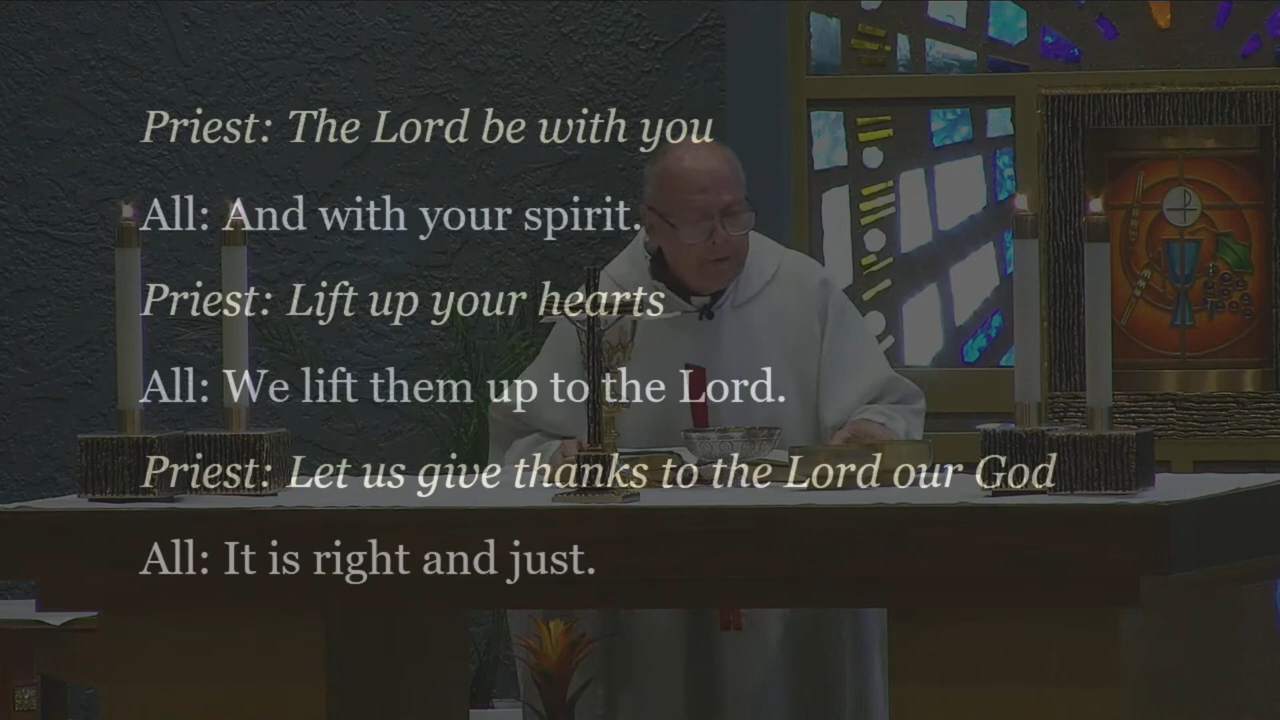 Priest: The Lord be with you
All: And with your spirit.
Priest: Lift up your hearts
All: We lift them up to the Lord.
Priest: Let us give thanks to the Lord our God
All: It is right and just.